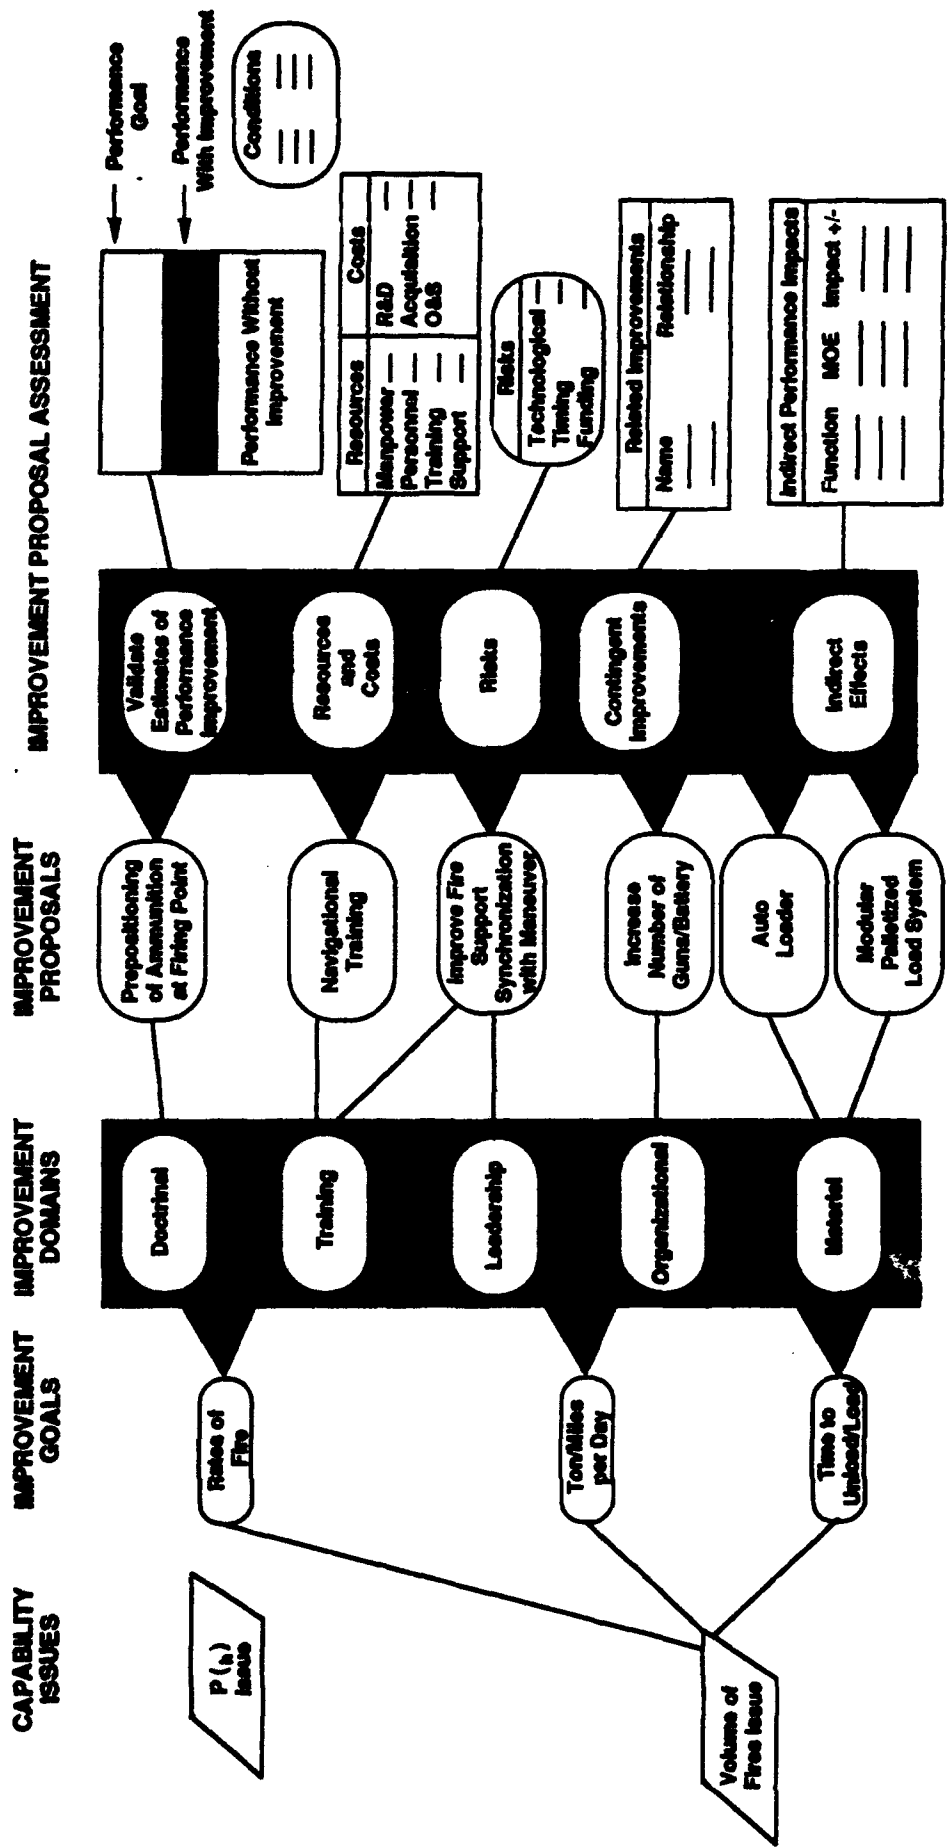 CAPABILITY
ISSUES
P(h)
Issue
Volume of
Fires Issue
IMPROVEMENT
GOALS
Rates of
Fire
Ton/Miles
per Day
Time to
Unload/Load
IMPROVEMENT
DOMAINS
Doctrinal
Training
Leadership
Organizational
Materiel
IMPROVEMENT
PROPOSALS
Prepositioning
of Ammunition
at Firing Point
Navigational
Training
Improve Fire
Support
Synchronization
with Maneuver
Increase
Number of
Guns/Battery
Auto
Loader
Modular
Palletized
Load System
IMPROVEMENT PROPOSAL ASSESSMENT
Validate
Estimates of
Performance
Improvement
Resources
and
Costs
Risks
Contingent
Improvements
Indirect
Effects
Performance
Goal
Performance
With Improvement
Performance Without
Improvement
Conditions
Resources Costs
Manpower R&D
Personnel Acquisition
Training O&S
Support
Risks
Technological
Timing
Funding
Related Improvements
Name Relationship
Indirect Performance Impacts
Function MOE Impact +/-